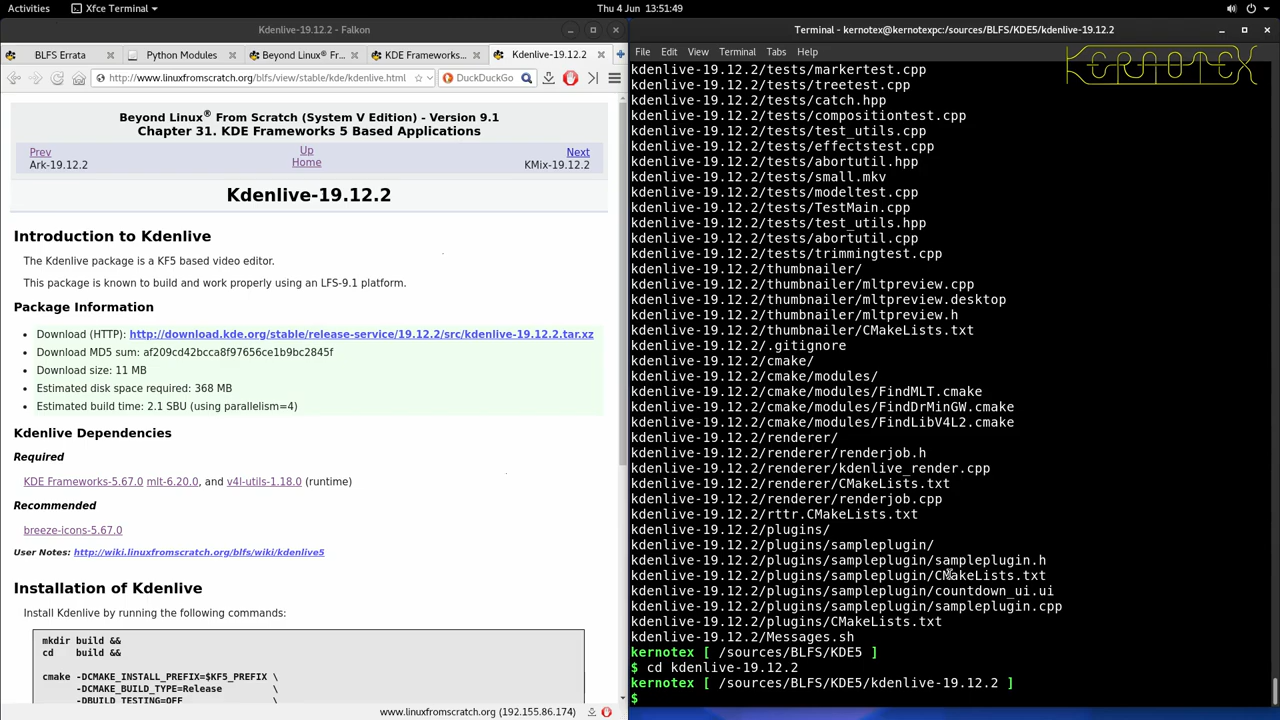 Activities
Xfce Terminal
Thu 4 Jun 13:51:49
Kdenlive-19.12.2 - Falkon
BLFS Errata
Python Modules
Beyond Linux® Fr...
KDE Frameworks...
Kdenlive-19.12.2
http://www.linuxfromscratch.org/blfs/view/stable/kde/kdenlive.html
DuckDuckGo
Beyond Linux® From Scratch (System V Edition) - Version 9.1
Chapter 31. KDE Frameworks 5 Based Applications
Prev
Up
Next
Ark-19.12.2
Home
KMix-19.12.2
Kdenlive-19.12.2
Introduction to Kdenlive
The Kdenlive package is a KF5 based video editor.
This package is known to build and work properly using an LFS-9.1 platform.
Package Information
• Download (HTTP): http://download.kde.org/stable/release-service/19.12.2/src/kdenlive-19.12.2.tar.xz
• Download MD5 sum: af209cd42bcca8f97656ce1b9bc2845f
• Download size: 11 MB
• Estimated disk space required: 368 MB
• Estimated build time: 2.1 SBU (using parallelism=4)
Kdenlive Dependencies
Required
KDE Frameworks-5.67.0 mlt-6.20.0, and v4l-utils-1.18.0 (runtime)
Recommended
breeze-icons-5.67.0
User Notes: http://wiki.linuxfromscratch.org/blfs/wiki/kdenlive5
Installation of Kdenlive
Install Kdenlive by running the following commands:
mkdir build &&
cd    build &&
cmake -DCMAKE_INSTALL_PREFIX=$KF5_PREFIX \
-DCMAKE_BUILD_TYPE=Release         \
-DBUILD_TESTING=OFF
www.linuxfromscratch.org (192.155.86.174)
Terminal - kernotex@kernotexpc:/sources/BLFS/KDE5/kdenlive-19.12.2
File Edit View Terminal Tabs Help
KERNOTEX
kdenlive-19.12.2/tests/markertest.cpp
kdenlive-19.12.2/tests/treetest.cpp
kdenlive-19.12.2/tests/catch.hpp
kdenlive-19.12.2/tests/compositiontest.cpp
kdenlive-19.12.2/tests/test_utils.cpp
kdenlive-19.12.2/tests/effectstest.cpp
kdenlive-19.12.2/tests/abortutil.hpp
kdenlive-19.12.2/tests/small.mkv
kdenlive-19.12.2/tests/modeltest.cpp
kdenlive-19.12.2/tests/TestMain.cpp
kdenlive-19.12.2/tests/test_utils.hpp
kdenlive-19.12.2/tests/abortutil.cpp
kdenlive-19.12.2/tests/trimmingtest.cpp
kdenlive-19.12.2/thumbnailer/
kdenlive-19.12.2/thumbnailer/mltpreview.cpp
kdenlive-19.12.2/thumbnailer/mltpreview.desktop
kdenlive-19.12.2/thumbnailer/mltpreview.h
kdenlive-19.12.2/thumbnailer/CMakeLists.txt
kdenlive-19.12.2/.gitignore
kdenlive-19.12.2/cmake/
kdenlive-19.12.2/cmake/modules/
kdenlive-19.12.2/cmake/modules/FindMLT.cmake
kdenlive-19.12.2/cmake/modules/FindDrMinGW.cmake
kdenlive-19.12.2/cmake/modules/FindLibV4L2.cmake
kdenlive-19.12.2/renderer/
kdenlive-19.12.2/renderer/renderjob.h
kdenlive-19.12.2/renderer/kdenlive_render.cpp
kdenlive-19.12.2/renderer/CMakeLists.txt
kdenlive-19.12.2/renderer/renderjob.cpp
kdenlive-19.12.2/rttr.CMakeLists.txt
kdenlive-19.12.2/plugins/
kdenlive-19.12.2/plugins/sampleplugin/
kdenlive-19.12.2/plugins/sampleplugin/sampleplugin.h
kdenlive-19.12.2/plugins/sampleplugin/CMakeLists.txt
kdenlive-19.12.2/plugins/sampleplugin/countdown_ui.ui
kdenlive-19.12.2/plugins/sampleplugin/sampleplugin.cpp
kdenlive-19.12.2/plugins/CMakeLists.txt
kdenlive-19.12.2/Messages.sh
kernotex [ /sources/BLFS/KDE5 ]
$ cd kdenlive-19.12.2
kernotex [ /sources/BLFS/KDE5/kdenlive-19.12.2 ]
$